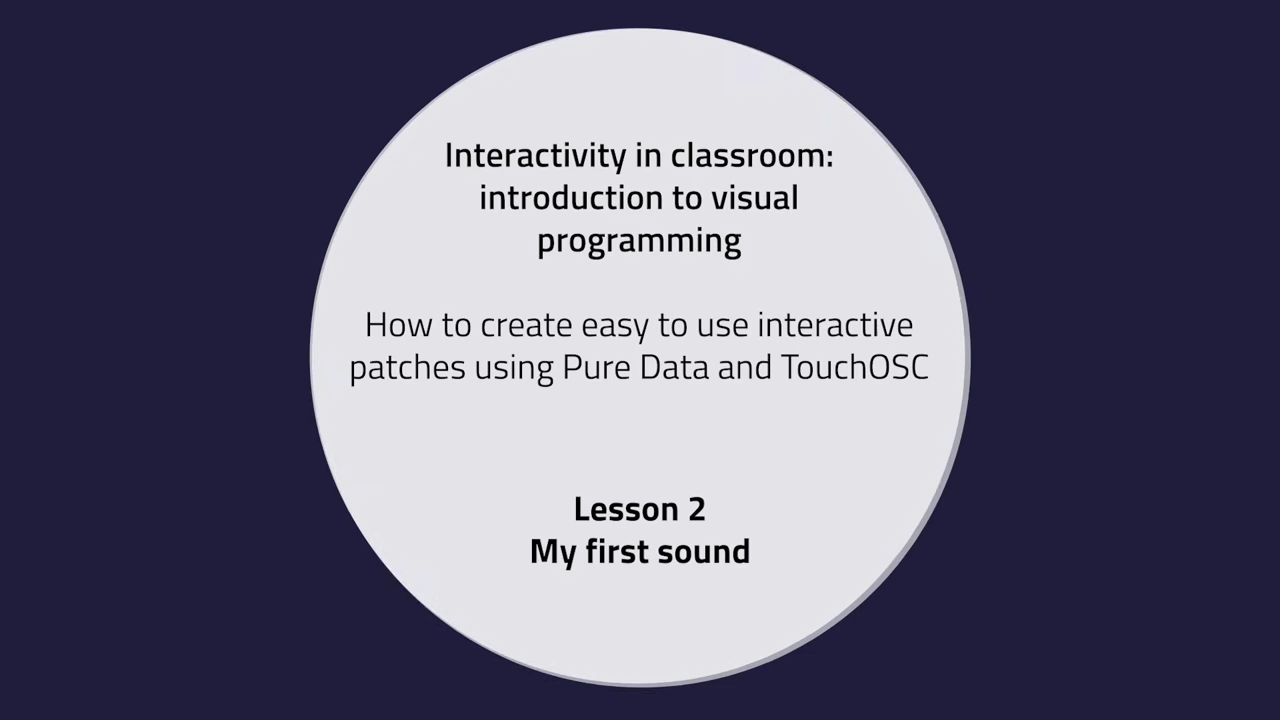 Interactivity in classroom:
introduction to visual
programming
How to create easy to use interactive
patches using Pure Data and TouchOSC
Lesson 2
My first sound